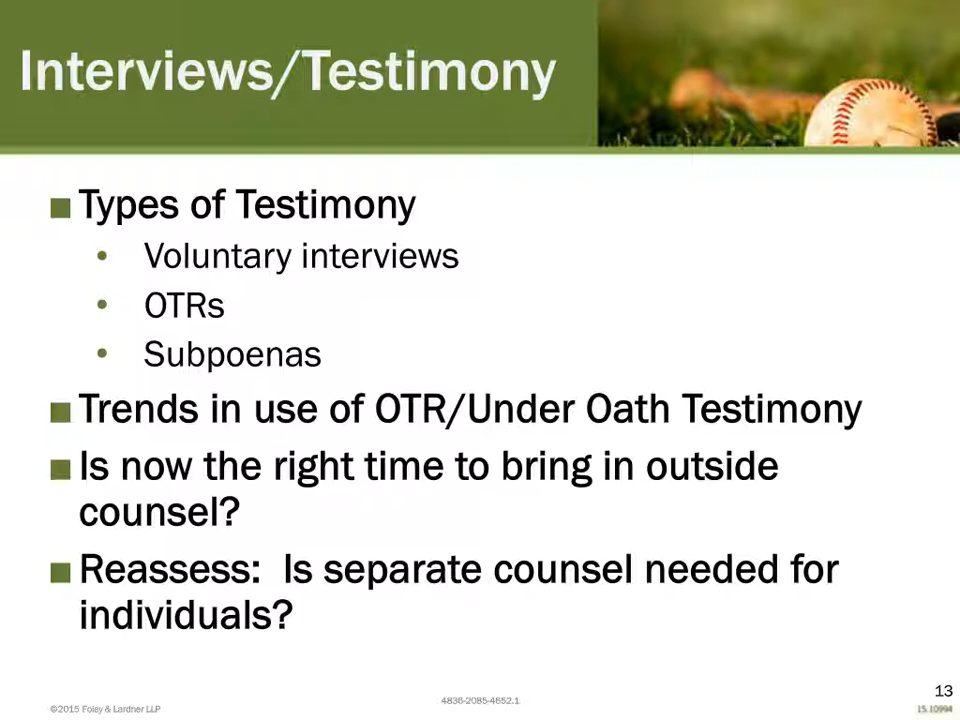 Interviews/Testimony
■ Types of Testimony
• Voluntary interviews
• OTRs
• Subpoenas
■ Trends in use of OTR/Under Oath Testimony
■ Is now the right time to bring in outside
counsel?
■ Reassess:  Is separate counsel needed for
individuals?
13
©2015 Foley & Lardner LLP
4836-2085-4652.1
15.10994